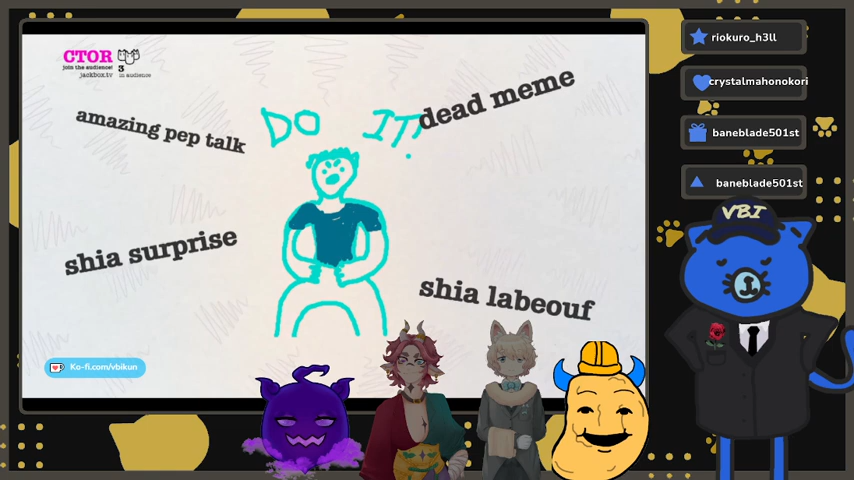 CTOR
join the audience!
jackbox.tv
3
in audience
amazing pep talk
DO IT!
dead meme
shia surprise
shia labeouf
Ko-fi.com/vbikun
riokuro_h3ll
crystalmahonokori
baneblade501st
baneblade501st
VBI